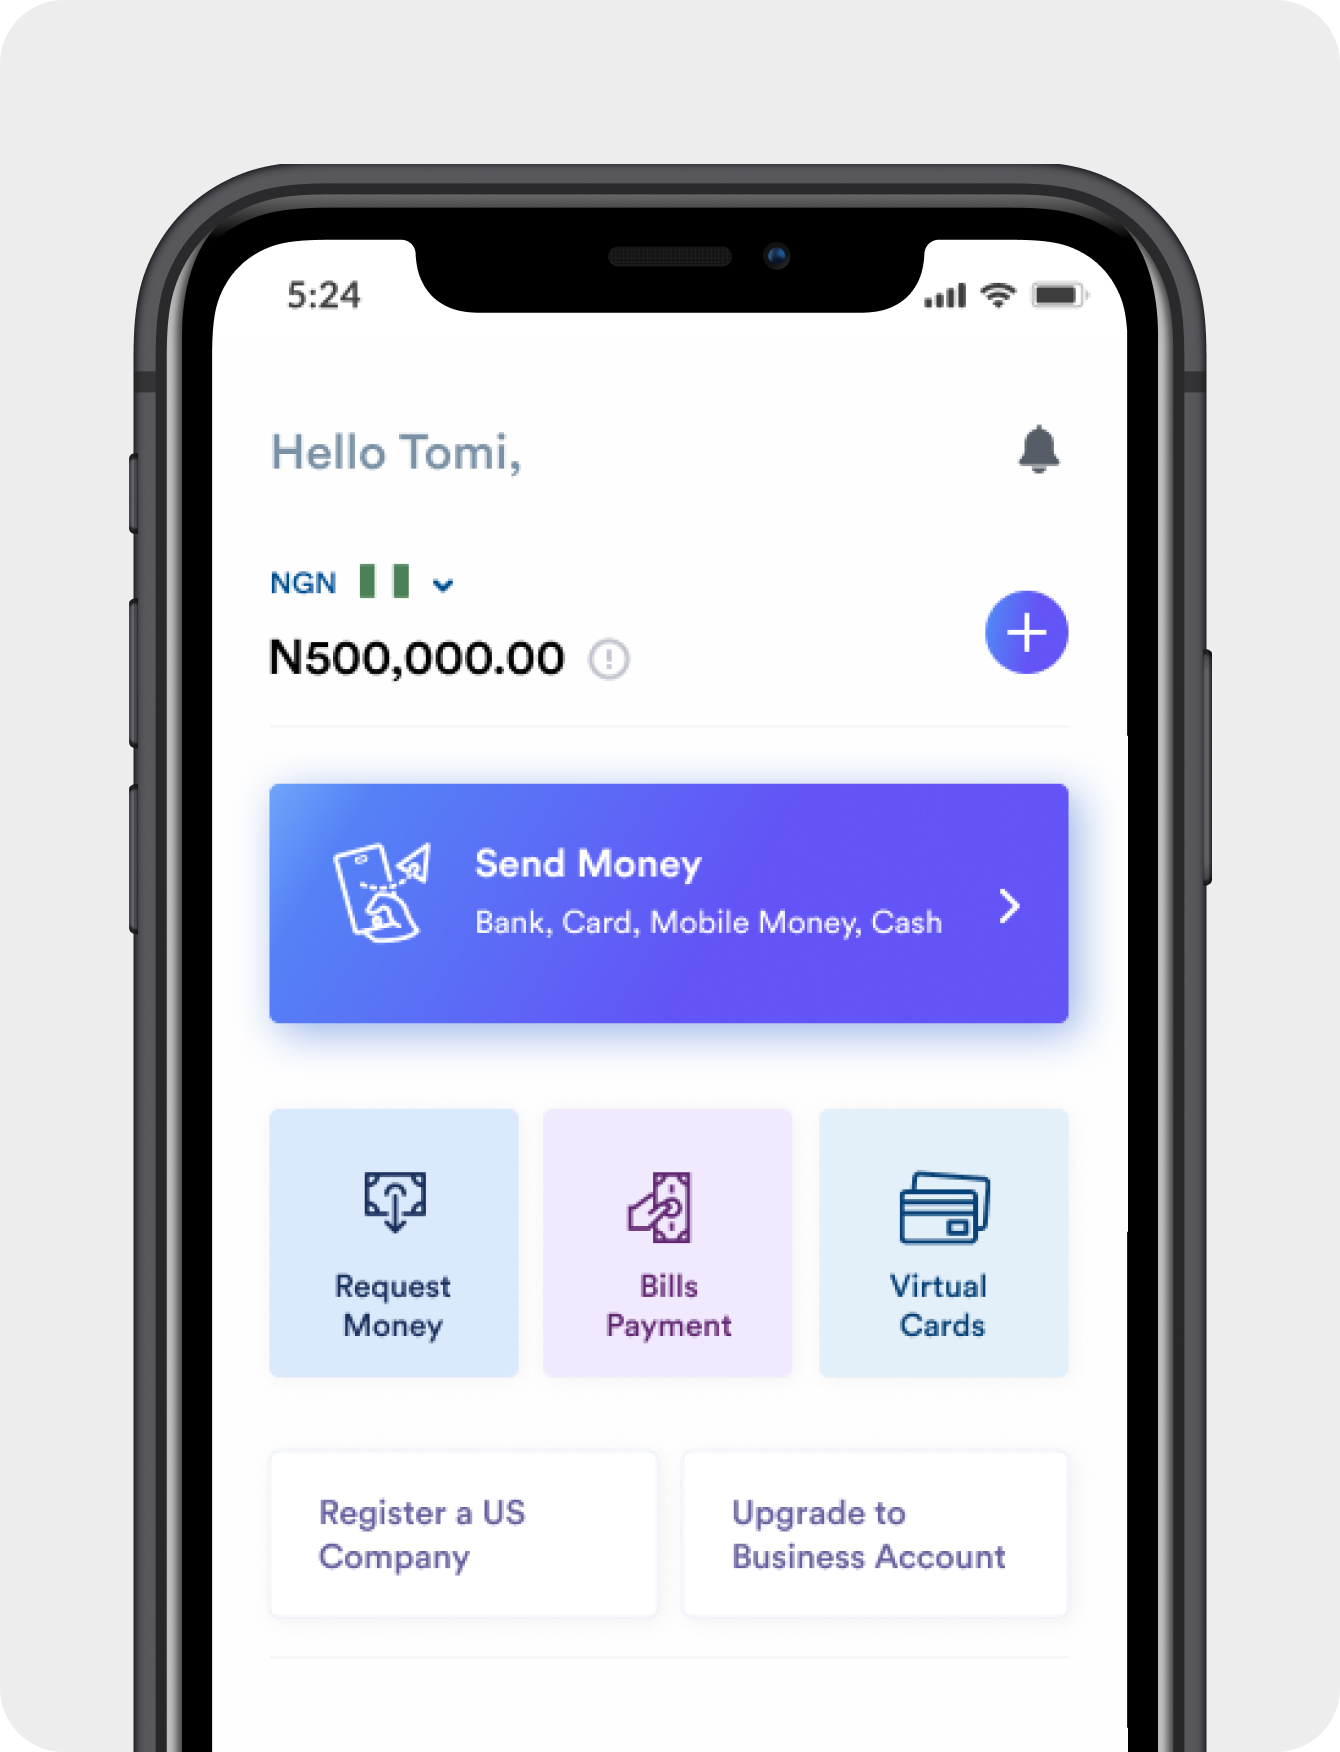 5:24
Hello Tomi,
NGN
N500,000.00
Send Money
Bank, Card, Mobile Money, Cash
Request
Money
Bills
Payment
Virtual
Cards
Register a US
Company
Upgrade to
Business Account